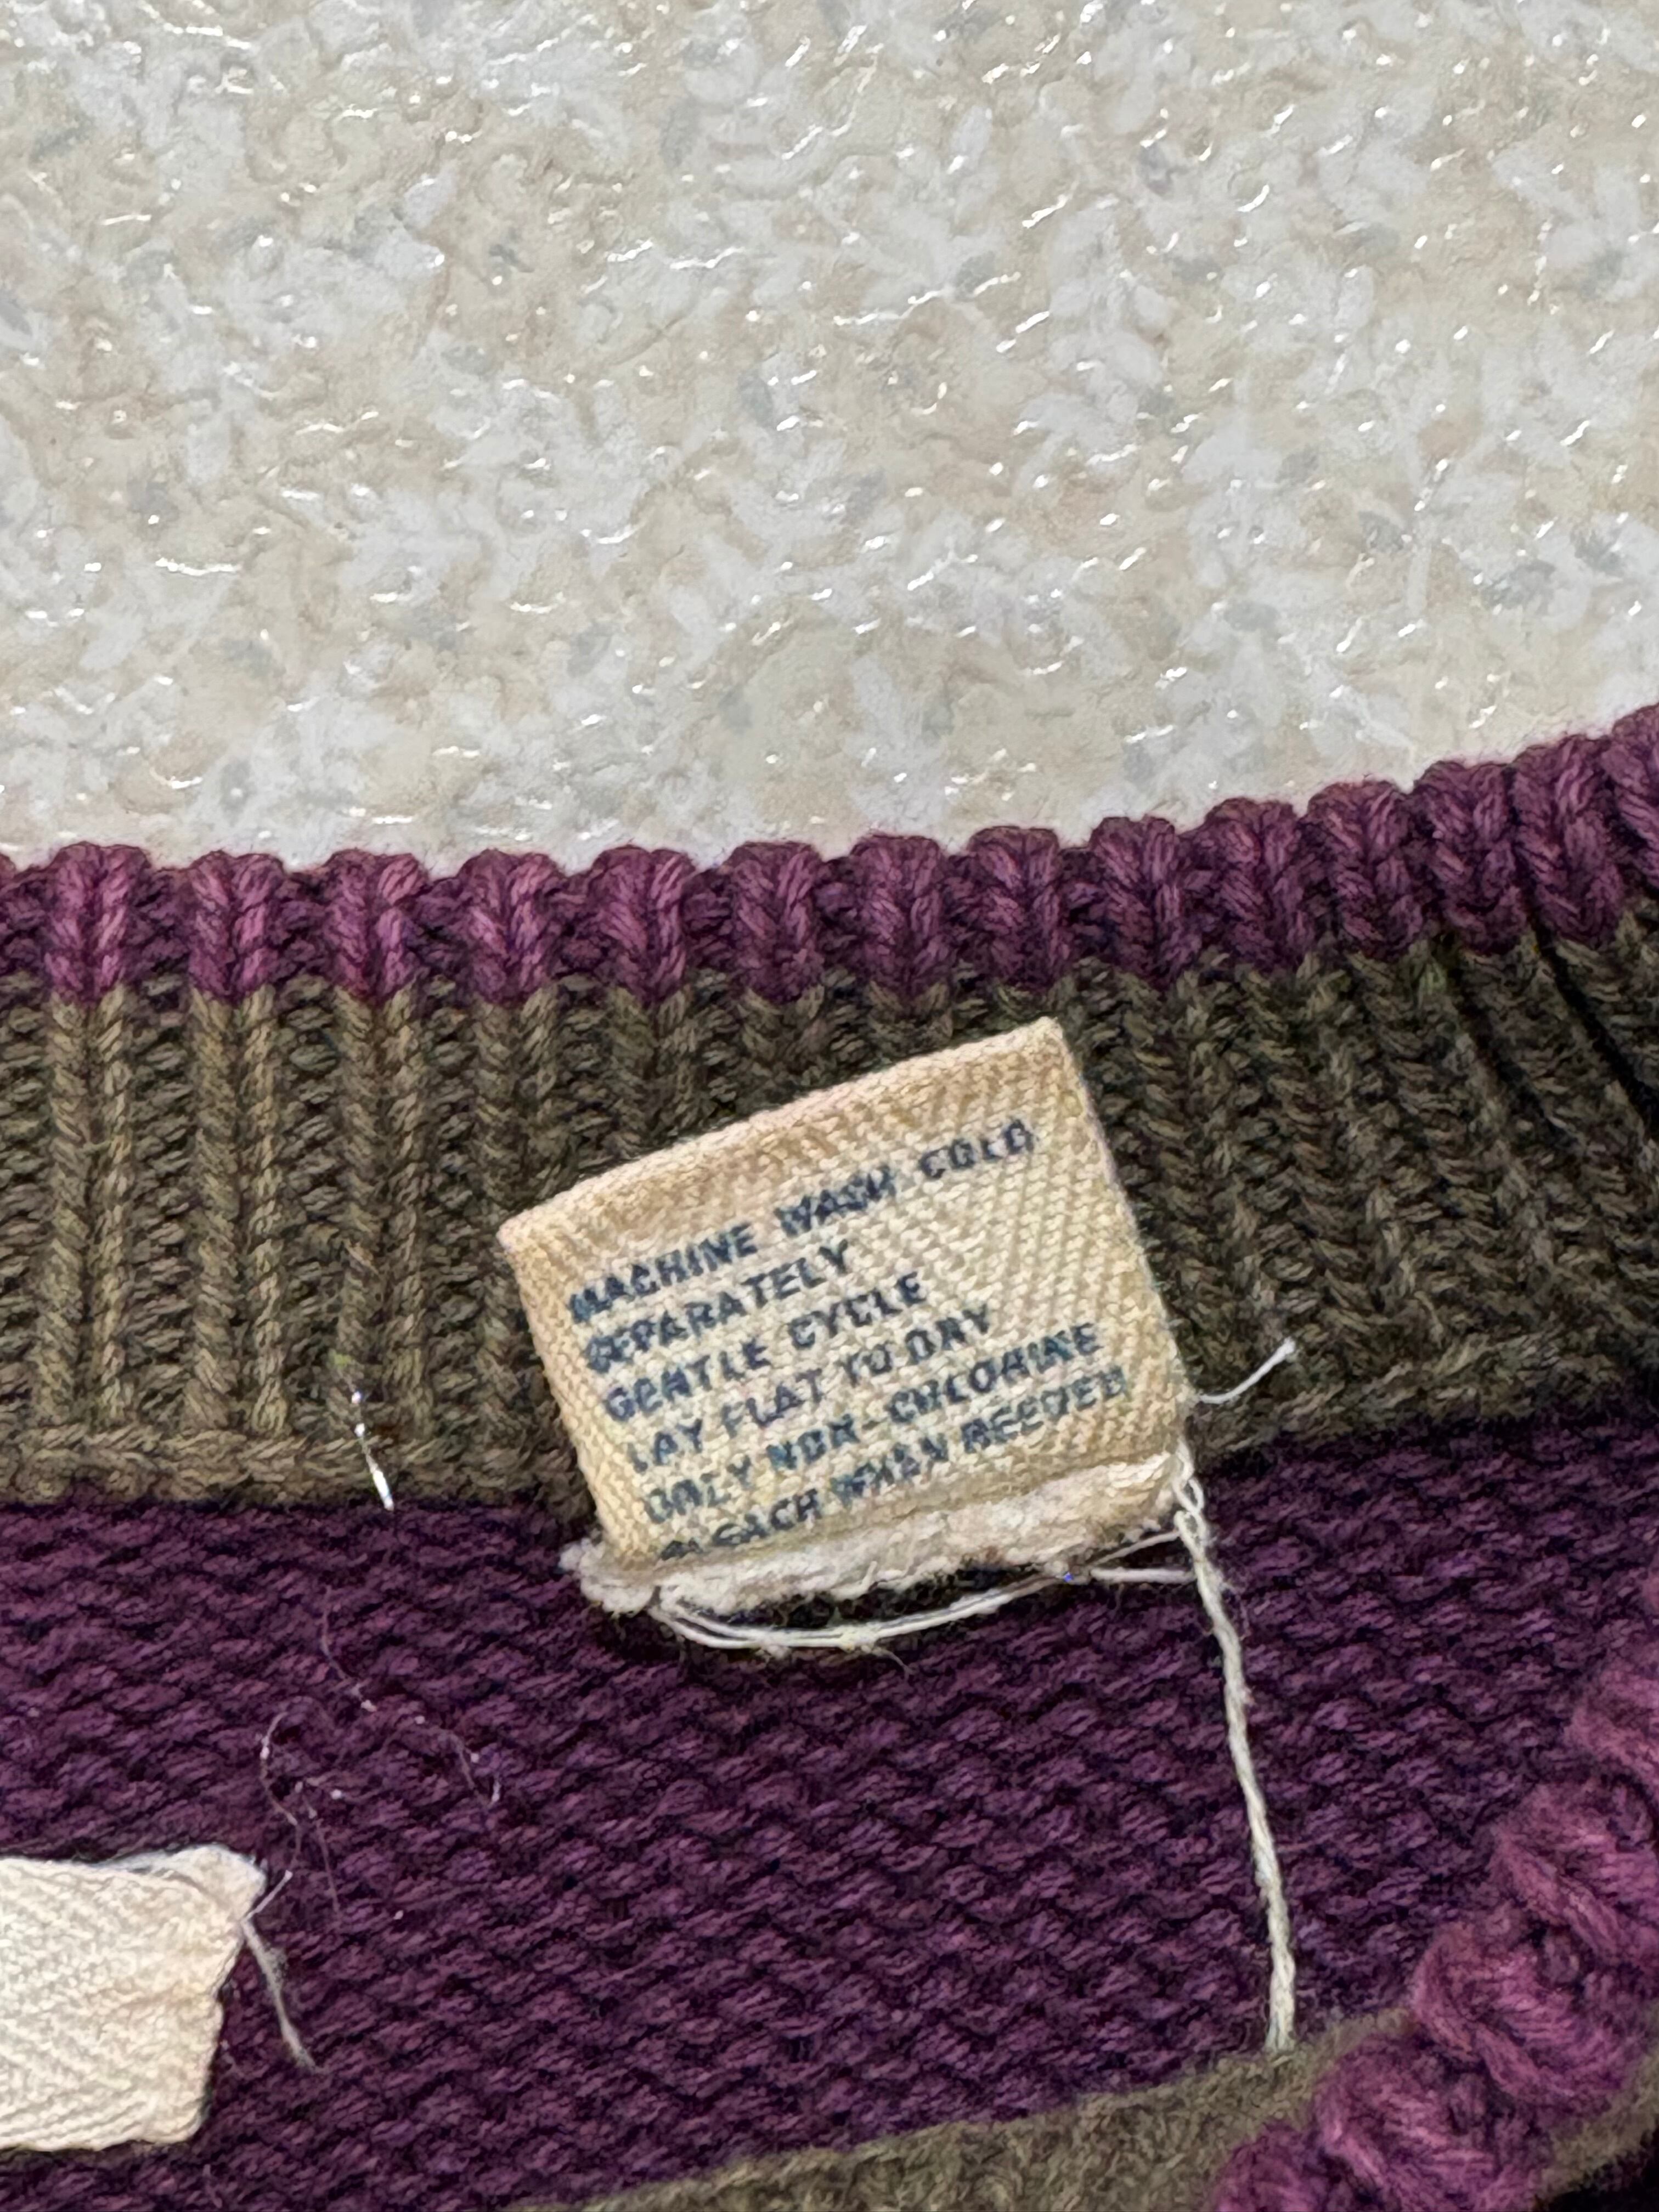 MACHINE WASH COLD
SEPARATELY
GENTLE CYCLE
LAY FLAT TO DRY
ONLY NON-CHLORINE
BLEACH WHEN NEEDED